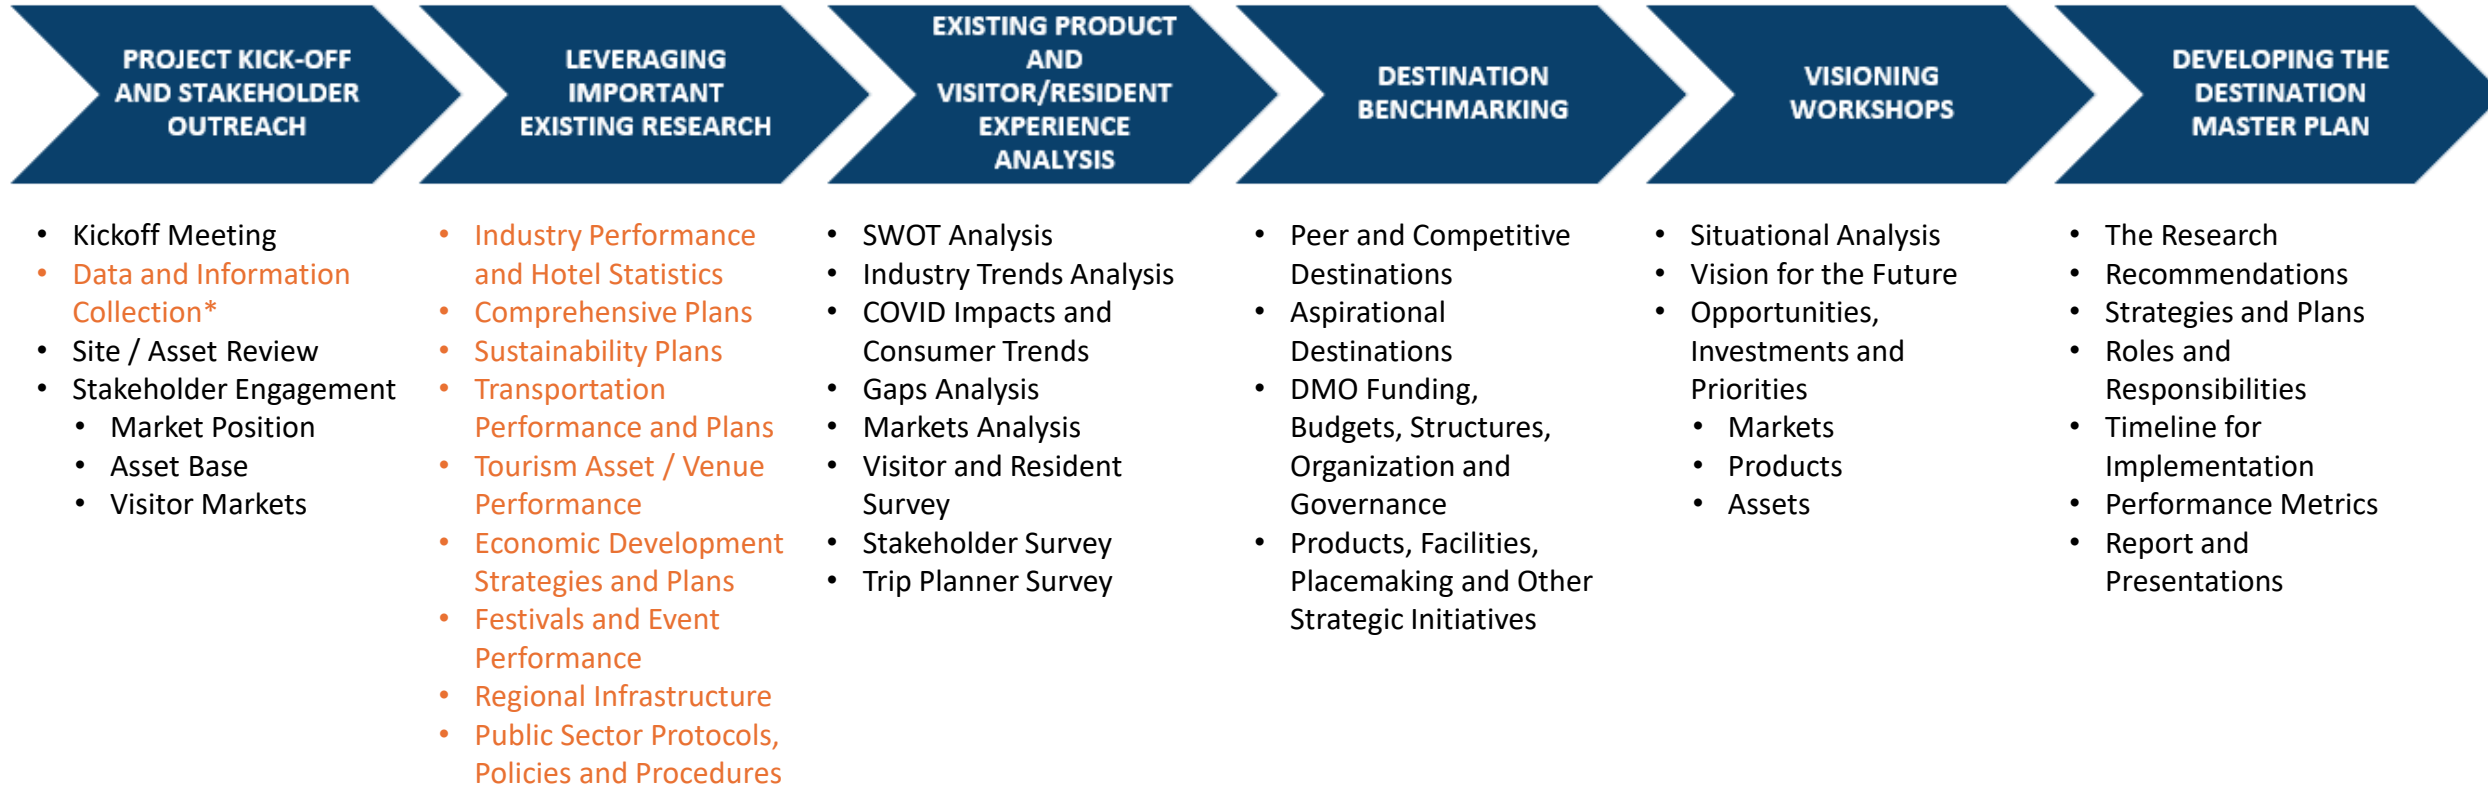 PROJECT KICK-OFF
AND STAKEHOLDER
OUTREACH
LEVERAGING
IMPORTANT
EXISTING RESEARCH
EXISTING PRODUCT
AND
VISITOR/RESIDENT
EXPERIENCE
ANALYSIS
DESTINATION
BENCHMARKING
VISIONING
WORKSHOPS
DEVELOPING THE
DESTINATION
MASTER PLAN
• Kickoff Meeting
• Data and Information
Collection*
• Site / Asset Review
• Stakeholder Engagement
• Market Position
• Asset Base
• Visitor Markets
• Industry Performance
and Hotel Statistics
• Comprehensive Plans
• Sustainability Plans
• Transportation
Performance and Plans
• Tourism Asset / Venue
Performance
• Economic Development
Strategies and Plans
• Festivals and Event
Performance
• Regional Infrastructure
• Public Sector Protocols,
Policies and Procedures
• SWOT Analysis
• Industry Trends Analysis
• COVID Impacts and
Consumer Trends
• Gaps Analysis
• Markets Analysis
• Visitor and Resident
Survey
• Stakeholder Survey
• Trip Planner Survey
• Peer and Competitive
Destinations
• Aspirational
Destinations
• DMO Funding,
Budgets, Structures,
Organization and
Governance
• Products, Facilities,
Placemaking and Other
Strategic Initiatives
• Situational Analysis
• Vision for the Future
• Opportunities,
Investments and
Priorities
• Markets
• Products
• Assets
• The Research
• Recommendations
• Strategies and Plans
• Roles and
Responsibilities
• Timeline for
Implementation
• Performance Metrics
• Report and
Presentations